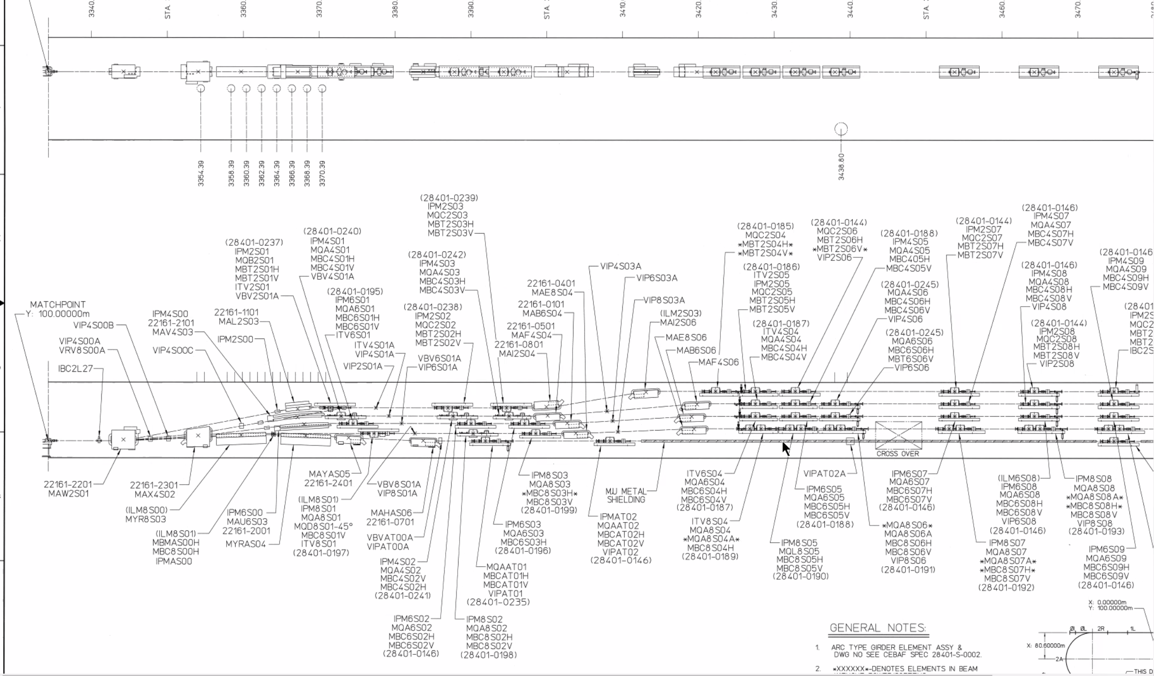 3340.
STA.
3360.
3370.
3380.
3390.
STA.
3410
3420
3430.
3440
STA.
3460.
3470.
3354.39
3358.39
3360.39
3362.39
3364.39
3366.39
3368.39
3370.39
3438.80
(28401-0237)
IPM2S01
MQB2S01
MBT2S01H
MBT2S01V
ITV2S01
VBV2S01A
(28401-0240)
IPM4S01
MQA4S01
MBC4S01H
MBC4S01V
VBV4S01A
(28401-0195)
IPM6S01
MQA6S01
MBC6S01H
MBC6S01V
ITV6S01
ITV4S01A
VIP4S01A
VIP2S01A
(28401-0239)
IPM2S03
MQC2S03
MBT2S03H
MBT2S03V
(28401-0242)
IPM4S03
MQA4S03
MBC4S03H
MBC4S03V
(28401-0238)
IPM2S02
MQC2S02
MBT2S02H
MBT2S02V
VBV6S01A
VIP6S01A
22161-0401
MAE8S04
22161-0101
MAB6S04
22161-0501
MAF4S04
22161-0801
MAI2S04
VIP4S03A
VIP6S03A
VIP8S03A
(ILM2S03)
MAI2S06
MAE8S06
MAB6S06
MAF4S06
(28401-0185)
MQC2S04
*MBT2S04H*
*MBT2S04V*
(28401-0186)
ITV2S05
IPM2S05
MQC2S05
MBT2S05H
MBT2S05V
(28401-0187)
ITV4S04
MQA4S04
MBC4S04H
MBC4S04V
(28401-0144)
MQC2S06
MBT2S06H
*MBT2S06V*
VIP2S06
(28401-0188)
IPM4S05
MQA4S05
MBC405H
MBC4S05V
(28401-0245)
MQA4S06
MBC4S06H
MBC4S06V
VIP4S06
(28401-0245)
MQA6S06
MBC6S06H
MBT6S06V
VIP6S06
(28401-0144)
IPM2S07
MQC2S07
MBT2S07H
MBT2S07V
(28401-0146)
IPM4S07
MQA4S07
MBC4S07H
MBC4S07V
(28401-0146)
IPM4S08
MQA4S08
MBC4S08H
MBC4S08V
VIP4S08
(28401-0144)
IPM2S08
MQC2S08
MBT2S08H
MBT2S08V
VIP2S08
(28401-0146
IPM4S09
MQA4S09
MBC4S09H
MBC4S09V
MATCHPOINT
Y: 100.00000m
VIP4S00B
VIP4S00A
VRV8S00A
IBC2L27
IPM4S00
22161-2101
MAV4S03
VIP4S00C
22161-1101
MAL2S03
IPM2S00
CROSS OVER
22161-2201
MAW2S01
22161-2301
MAX4S02
(ILM8S00)
MYR8S03
(ILM8S01)
MBMAS00H
MBC8S00H
IPMAS00
IPM6S00
MAU6S03
22161-2001
MYRAS04
MAYAS05
22161-2401
(ILM8S01)
IPM8S01
MQA8S01
MQD8S01-45°
MBC8S01V
ITV8S01
(28401-0197)
VBV8S01A
VIP8S01A
MAHAS06
22161-0701
VBVAT00A
VIPAT00A
IPM4S02
MQA4S02
MBC4S02V
MBC4S02H
(28401-0241)
IPM6S02
MQA6S02
MBC6S02H
MBC6S02V
(28401-0146)
IPM8S02
MQA8S02
MBC8S02H
MBC8S02V
(28401-0198)
MQAAT01
MBCAT01H
MBCAT01V
VIPAT01
(28401-0235)
IPM6S03
MQA6S03
MBC6S03H
(28401-0196)
IPM8S03
MQA8S03
*MBC8S03H*
MBC8S03V
(28401-0199)
IPMAT02
MQAAT02
MBCAT02H
MBCAT02V
VIPAT02
(28401-0146)
MU METAL
SHIELDING
ITV6S04
MQA6S04
MBC6S04H
MBC6S04V
(28401-0187)
ITV8S04
MQA8S04
*MQA8S04A*
MBC8S04H
(28401-0189)
VIPAT02A
IPM6S05
MQA6S05
MBC6S05H
MBC6S05V
(28401-0188)
IPM8S05
MQL8S05
MBC8S05H
MBC8S05V
(28401-0190)
IPM6S07
MQA6S07
MBC6S07H
MBC6S07V
(28401-0146)
*MQA8S06*
MQA8S06A
MBC8S06H
MBC8S06V
VIP8S06
(28401-0191)
(ILM6S08)
IPM6S08
MQA6S08
MBC6S08H
MBC6S08V
VIP6S08
(28401-0146)
IPM8S07
MQA8S07
*MQA8S07A*
*MBC8S07H*
MBC8S07V
(28401-0192)
IPM8S08
MQA8S08
*MQA8S08A*
*MBC8S08H*
MBC8S08V
VIP8S08
(28401-0193)
IPM6S09
MQA6S09
MBC6S09H
MBC6S09V
(28401-0146)
GENERAL NOTES:
1. ARC TYPE GIRDER ELEMENT ASSY &
DWG NO SEE CEBAF SPEC 28401-S-0002.
2. *XXXXXX*-DENOTES ELEMENTS IN BEAM
X: 0.00000m
Y: 100.00000m
2R
1L
X: 80.60000m
2A
THIS D